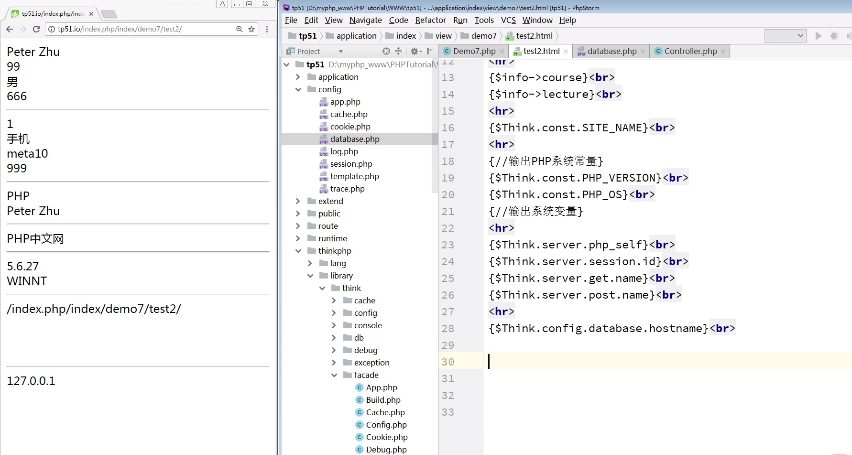 tp51.io/index.php/index
tp51.io/index.php/index/demo7/test2/
Peter Zhu
99
男
666
1
手机
meta10
999
PHP
Peter Zhu
PHP中文网
5.6.27
WINNT
/index.php/index/demo7/test2/
127.0.0.1
tp51 [D:\myphp_www\PHPTutorial\WWW\tp51] - ...\application\index\view\demo7\test2.html [tp51] - PhpStorm
File Edit View Navigate Code Refactor Run Tools VCS Window Help
tp51 application index view demo7 test2.html
Project
Demo7.php test2.html database.php Controller.php
tp51 D:\myphp_www\PHPTutorial\
application
config
app.php
cache.php
cookie.php
database.php
log.php
session.php
template.php
trace.php
extend
public
route
runtime
thinkphp
lang
library
think
cache
config
console
db
debug
exception
facade
App.php
Build.php
Cache.php
Config.php
Cookie.php
Debug.php
12 <hr>
13 {$info->course}<br>
14 {$info->lecture}<br>
15 <hr>
16 {$Think.const.SITE_NAME}<br>
17 <hr>
18 {//输出PHP系统常量}
19 {$Think.const.PHP_VERSION}<br>
20 {$Think.const.PHP_OS}<br>
21 {//输出系统变量}
22 <hr>
23 {$Think.server.php_self}<br>
24 {$Think.server.session.id}<br>
25 {$Think.server.get.name}<br>
26 {$Think.server.post.name}<br>
27 <hr>
28 {$Think.config.database.hostname}<br>
29
30
31
32
33